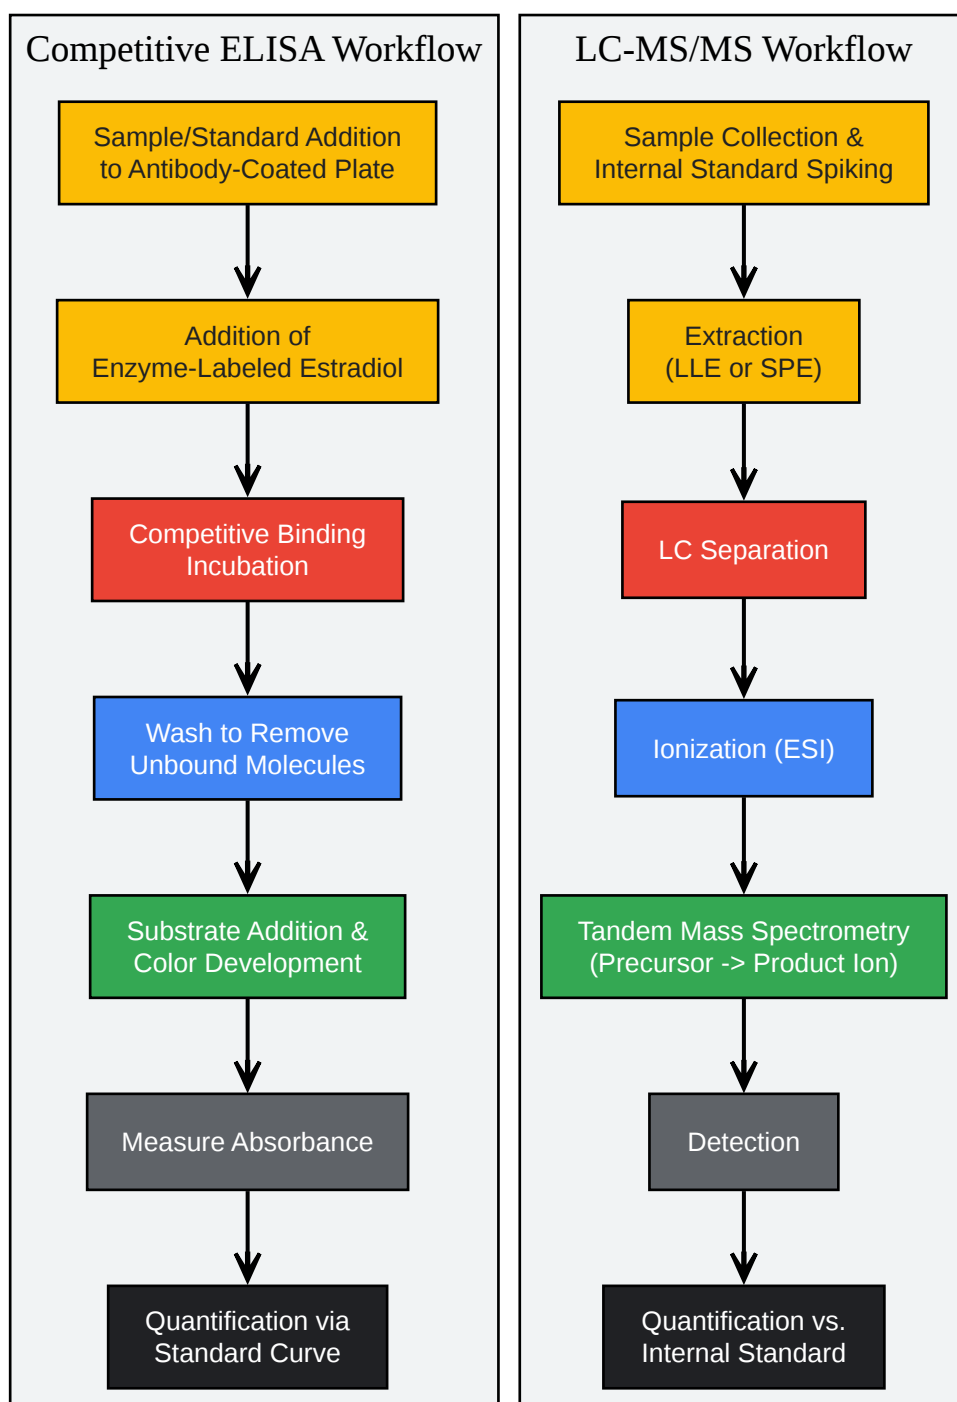 Competitive ELISA Workflow
Sample/Standard Addition
to Antibody-Coated Plate
Addition of
Enzyme-Labeled Estradiol
Competitive Binding
Incubation
Wash to Remove
Unbound Molecules
Substrate Addition &
Color Development
Measure Absorbance
Quantification via
Standard Curve
LC-MS/MS Workflow
Sample Collection &
Internal Standard Spiking
Extraction
(LLE or SPE)
LC Separation
Ionization (ESI)
Tandem Mass Spectrometry
(Precursor -> Product Ion)
Detection
Quantification vs.
Internal Standard